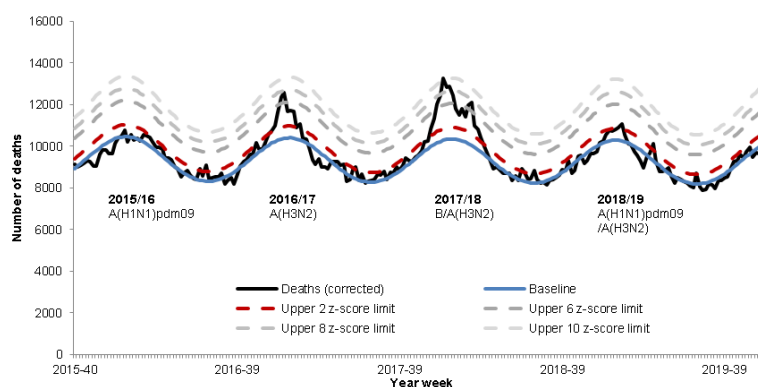 16000
14000
12000
10000
8000
6000
4000
2000
0
Number of deaths
2015/16
A(H1N1)pdm09
2016/17
A(H3N2)
2017/18
B/A(H3N2)
2018/19
A(H1N1)pdm09
/A(H3N2)
Deaths (corrected)
Baseline
Upper 2 z-score limit
Upper 6 z-score limit
Upper 8 z-score limit
Upper 10 z-score limit
2015-40
2016-39
2017-39
2018-39
2019-39
Year week